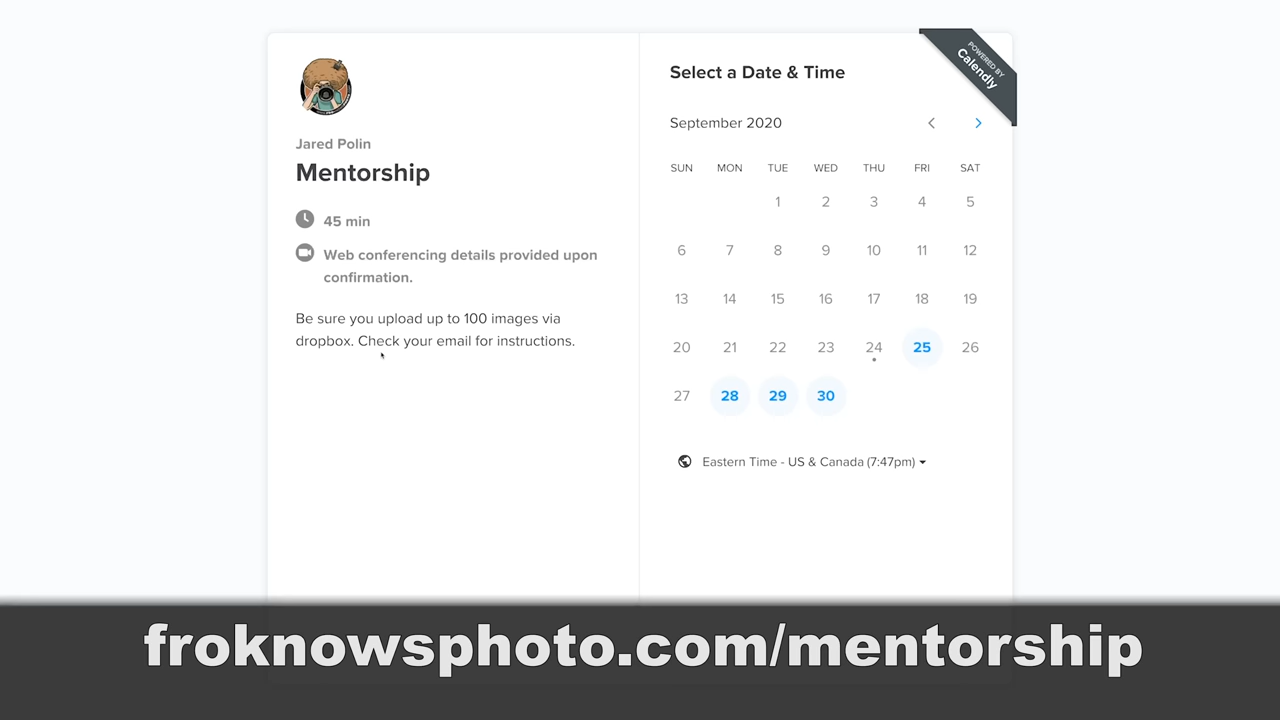 Jared Polin
Mentorship
45 min
Web conferencing details provided upon
confirmation.
Be sure you upload up to 100 images via
dropbox. Check your email for instructions.
Select a Date & Time
POWERED BY
Calendly
September 2020
SUN MON TUE WED THU FRI SAT
1 2 3 4 5
6 7 8 9 10 11 12
13 14 15 16 17 18 19
20 21 22 23 24 25 26
27 28 29 30
Eastern Time - US & Canada (7:47pm)
froknowsphoto.com/mentorship